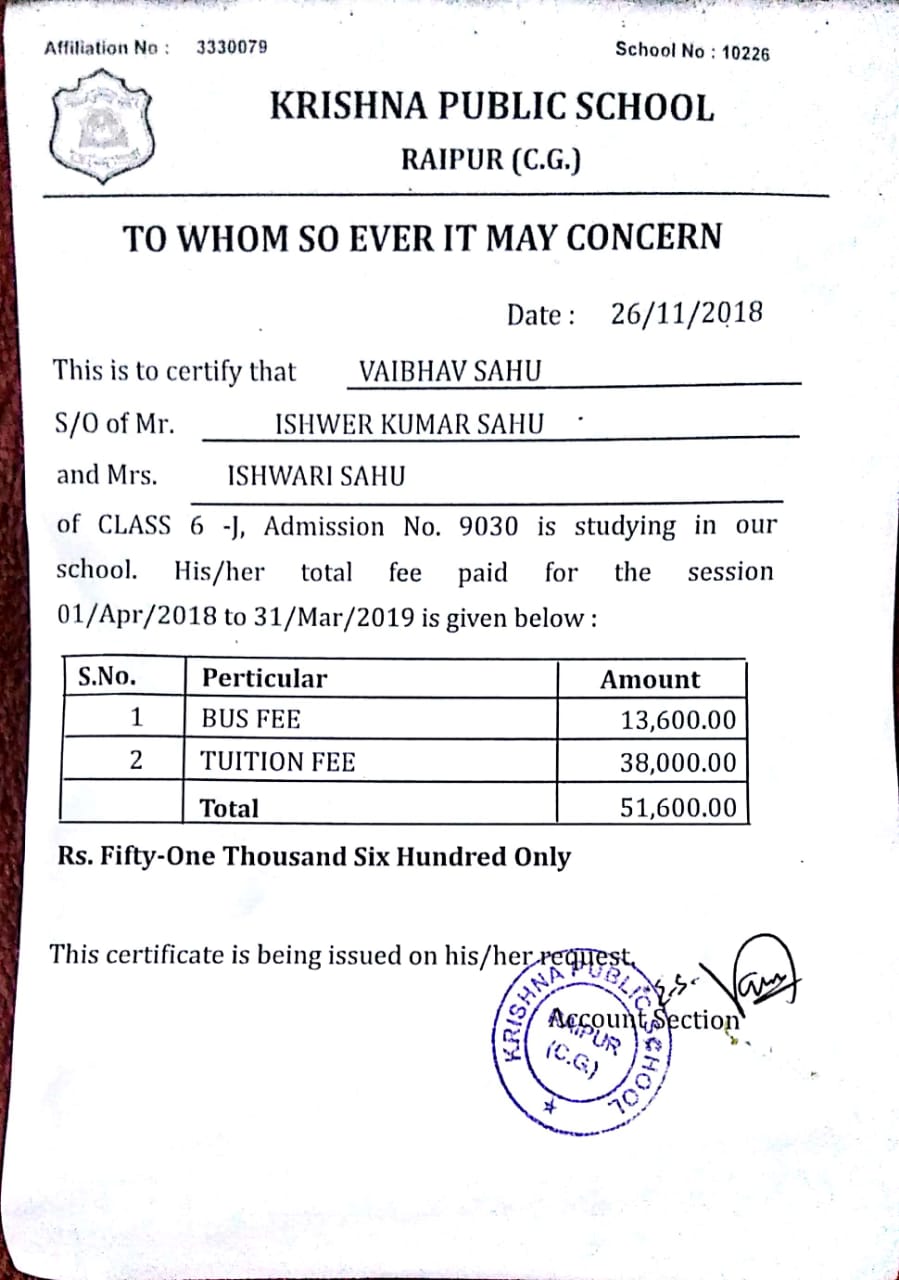 Affiliation No : 3330079 School No : 10226
KRISHNA PUBLIC SCHOOL
RAIPUR (C.G.)
TO WHOM SO EVER IT MAY CONCERN
Date : 26/11/2018
This is to certify that VAIBHAV SAHU
S/O of Mr. ISHWER KUMAR SAHU
and Mrs. ISHWARI SAHU
of CLASS 6 -J, Admission No. 9030 is studying in our
school. His/her total fee paid for the session
01/Apr/2018 to 31/Mar/2019 is given below :
S.No. Perticular Amount
1 BUS FEE 13,600.00
2 TUITION FEE 38,000.00
Total 51,600.00
Rs. Fifty-One Thousand Six Hundred Only
This certificate is being issued on his/her request.
Account Section
KRISHNA PUBLIC SCHOOL
RAIPUR
(C.G.)